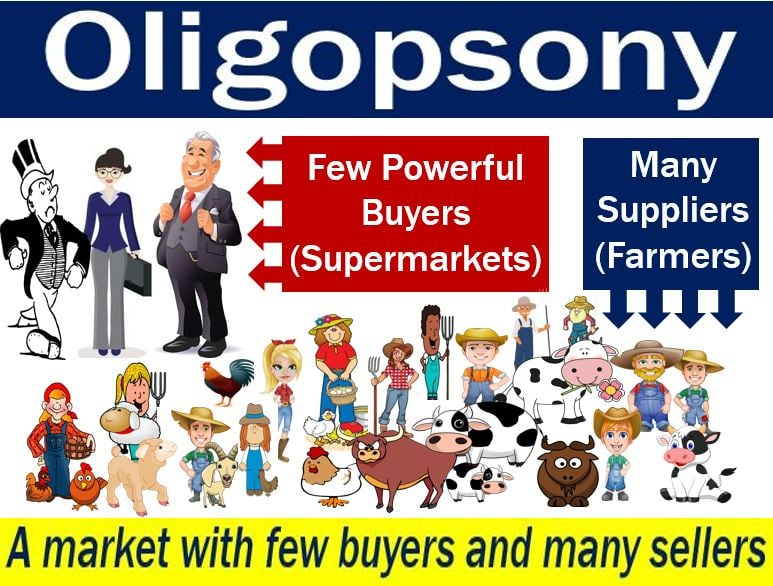 Oligopsony
Few Powerful
Buyers
(Supermarkets)
Many
Suppliers
(Farmers)
A market with few buyers and many sellers